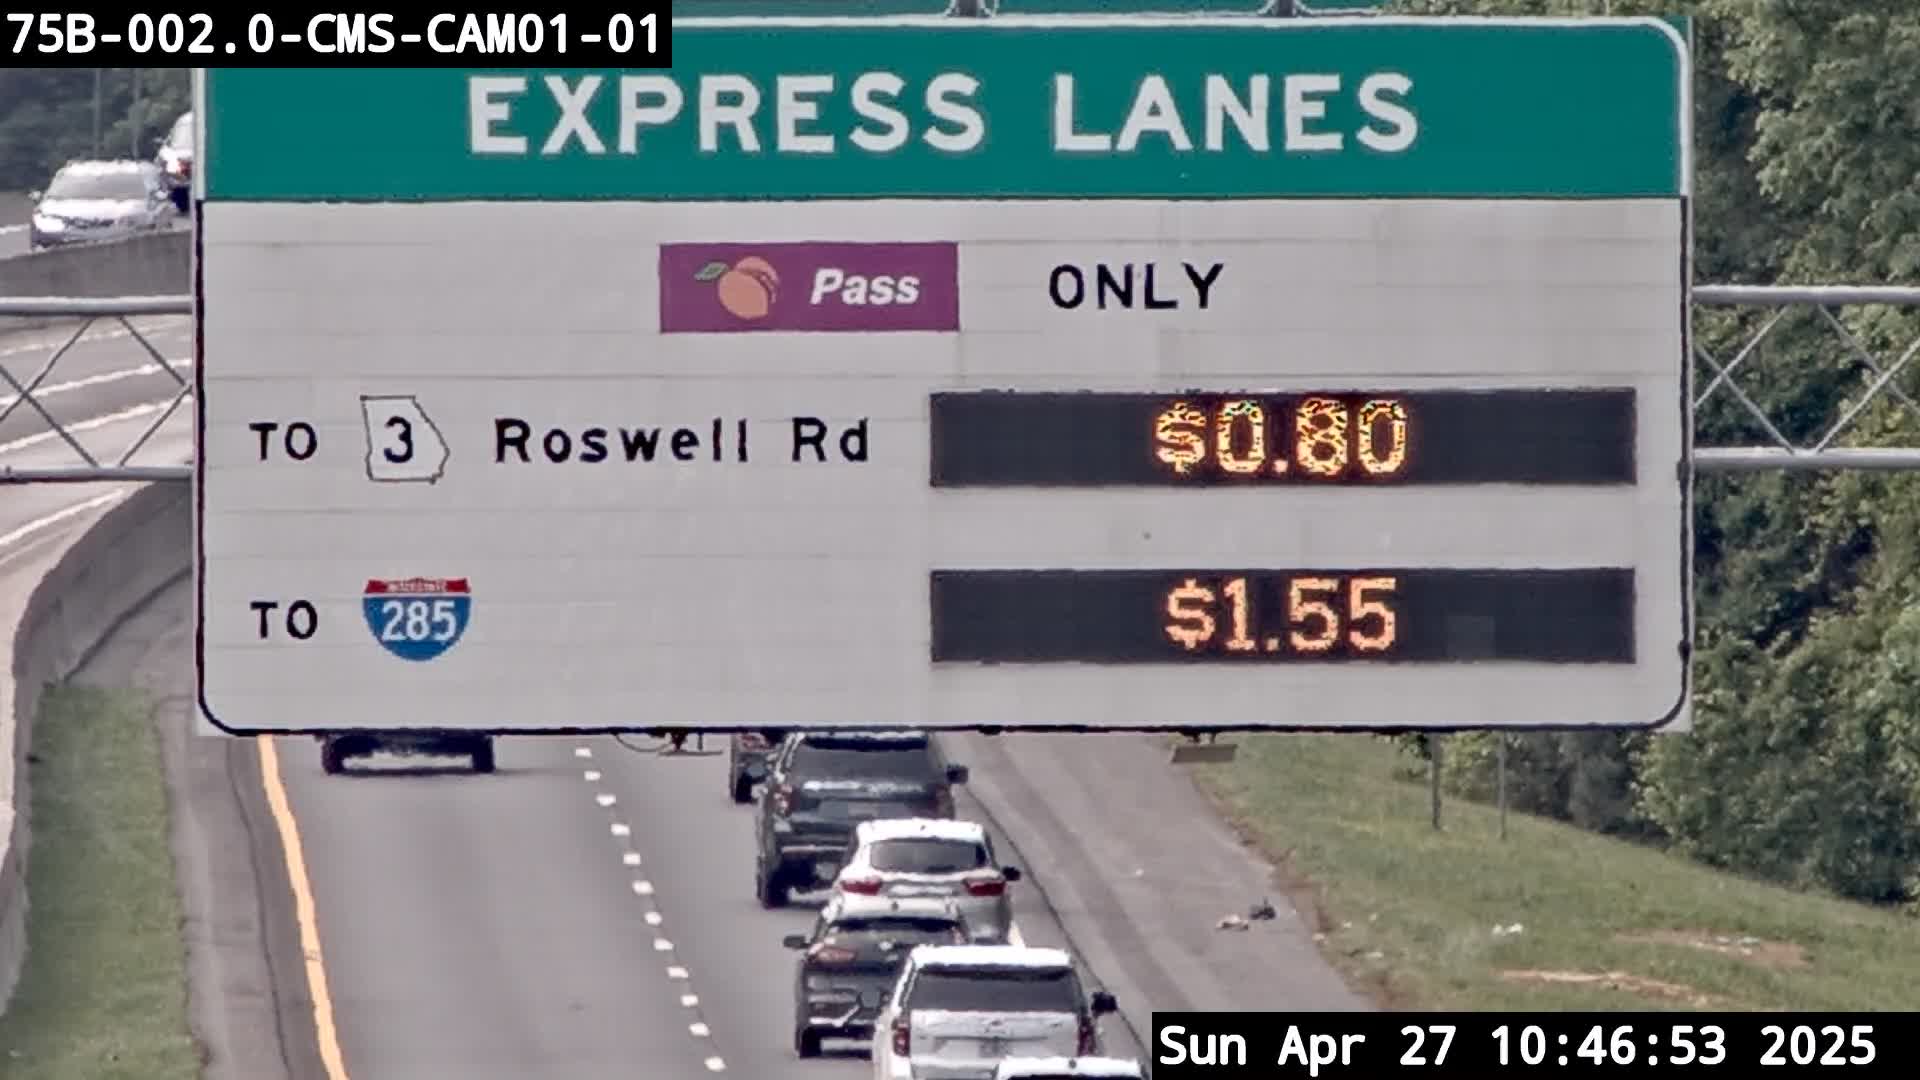 75B-002.0-CMS-CAM01-01
EXPRESS LANES
Pass ONLY
TO 3 Roswell Rd $0.80
TO 285 $1.55
Sun Apr 27 10:46:53 2025